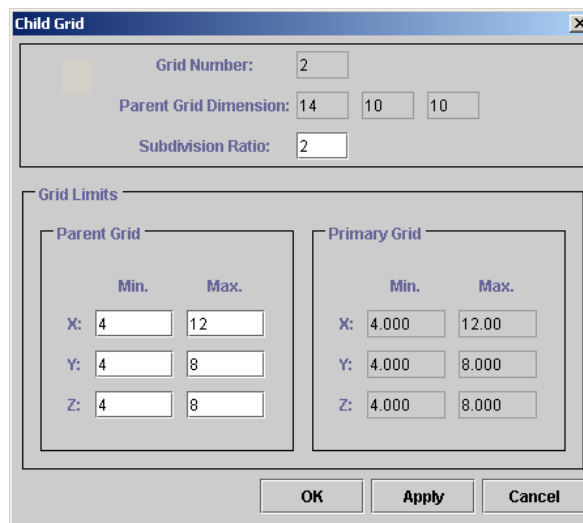 Child Grid
Grid Number: 2
Parent Grid Dimension: 14 10 10
Subdivision Ratio: 2
Grid Limits
Parent Grid
Min. Max.
X: 4 12
Y: 4 8
Z: 4 8
Primary Grid
Min. Max.
X: 4.000 12.00
Y: 4.000 8.000
Z: 4.000 8.000
OK Apply Cancel